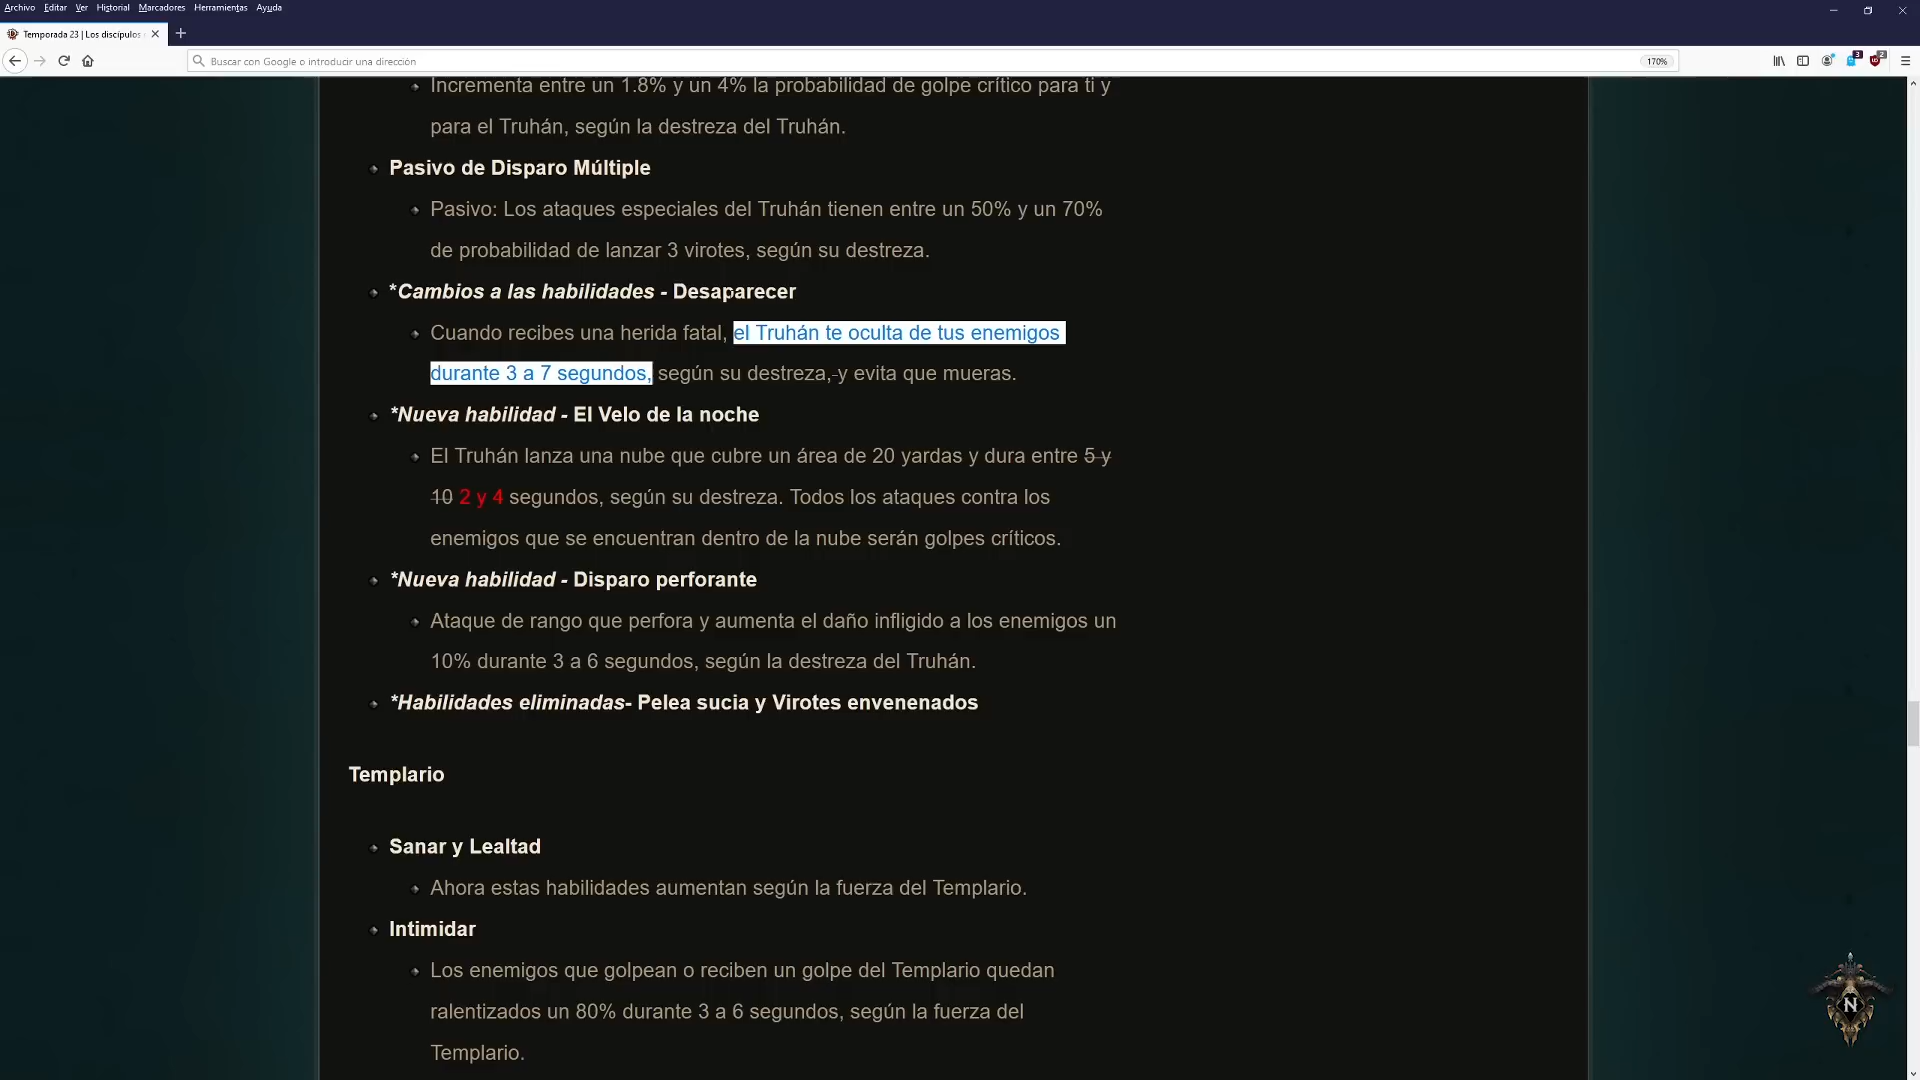 Archivo Editar Ver Historial Marcadores Herramientas Ayuda
Temporada 23 | Los discípulos
Buscar con Google o introducir una dirección 170% 3 2
Incrementa entre un 1.8% y un 4% la probabilidad de golpe crítico para ti y
para el Truhán, según la destreza del Truhán.
Pasivo de Disparo Múltiple
Pasivo: Los ataques especiales del Truhán tienen entre un 50% y un 70%
de probabilidad de lanzar 3 virotes, según su destreza.
*Cambios a las habilidades - Desaparecer
Cuando recibes una herida fatal, el Truhán te oculta de tus enemigos
durante 3 a 7 segundos, según su destreza, y evita que mueras.
*Nueva habilidad - El Velo de la noche
El Truhán lanza una nube que cubre un área de 20 yardas y dura entre 5 y
10 2 y 4 segundos, según su destreza. Todos los ataques contra los
enemigos que se encuentran dentro de la nube serán golpes críticos.
*Nueva habilidad - Disparo perforante
Ataque de rango que perfora y aumenta el daño infligido a los enemigos un
10% durante 3 a 6 segundos, según la destreza del Truhán.
*Habilidades eliminadas- Pelea sucia y Virotes envenenados
Templario
Sanar y Lealtad
Ahora estas habilidades aumentan según la fuerza del Templario.
Intimidar
Los enemigos que golpean o reciben un golpe del Templario quedan
ralentizados un 80% durante 3 a 6 segundos, según la fuerza del
Templario.
N